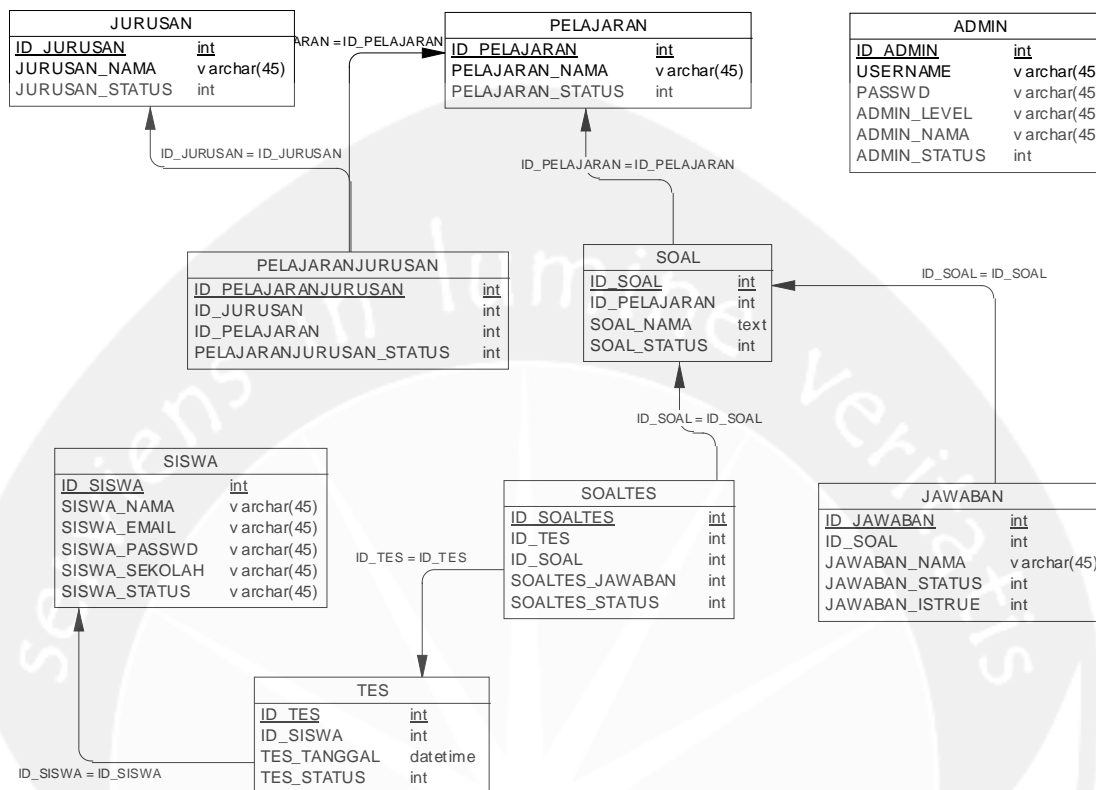 JURUSAN
ID_JURUSAN int
JURUSAN_NAMA varchar(45)
JURUSAN_STATUS int
ARAN = ID_PELAJARAN
PELAJARAN
ID_PELAJARAN int
PELAJARAN_NAMA varchar(45)
PELAJARAN_STATUS int
ADMIN
ID_ADMIN int
USERNAME varchar(45
PASSWD varchar(45
ADMIN_LEVEL varchar(45
ADMIN_NAMA varchar(45
ADMIN_STATUS int
ID_JURUSAN = ID_JURUSAN
ID_PELAJARAN = ID_PELAJARAN
PELAJARANJURUSAN
ID_PELAJARANJURUSAN int
ID_JURUSAN int
ID_PELAJARAN int
PELAJARANJURUSAN_STATUS int
SOAL
ID_SOAL int
ID_PELAJARAN int
SOAL_NAMA text
SOAL_STATUS int
ID_SOAL = ID_SOAL
ID_SOAL = ID_SOAL
SISWA
ID_SISWA int
SISWA_NAMA varchar(45)
SISWA_EMAIL varchar(45)
SISWA_PASSWD varchar(45)
SISWA_SEKOLAH varchar(45)
SISWA_STATUS varchar(45)
ID_TES = ID_TES
SOALTES
ID_SOALTES int
ID_TES int
ID_SOAL int
SOALTES_JAWABAN int
SOALTES_STATUS int
JAWABAN
ID_JAWABAN int
ID_SOAL int
JAWABAN_NAMA varchar(45)
JAWABAN_STATUS int
JAWABAN_ISTRUE int
TES
ID_TES int
ID_SISWA int
TES_TANGGAL datetime
TES_STATUS int
ID_SISWA = ID_SISWA
serviens in lumine veritatis